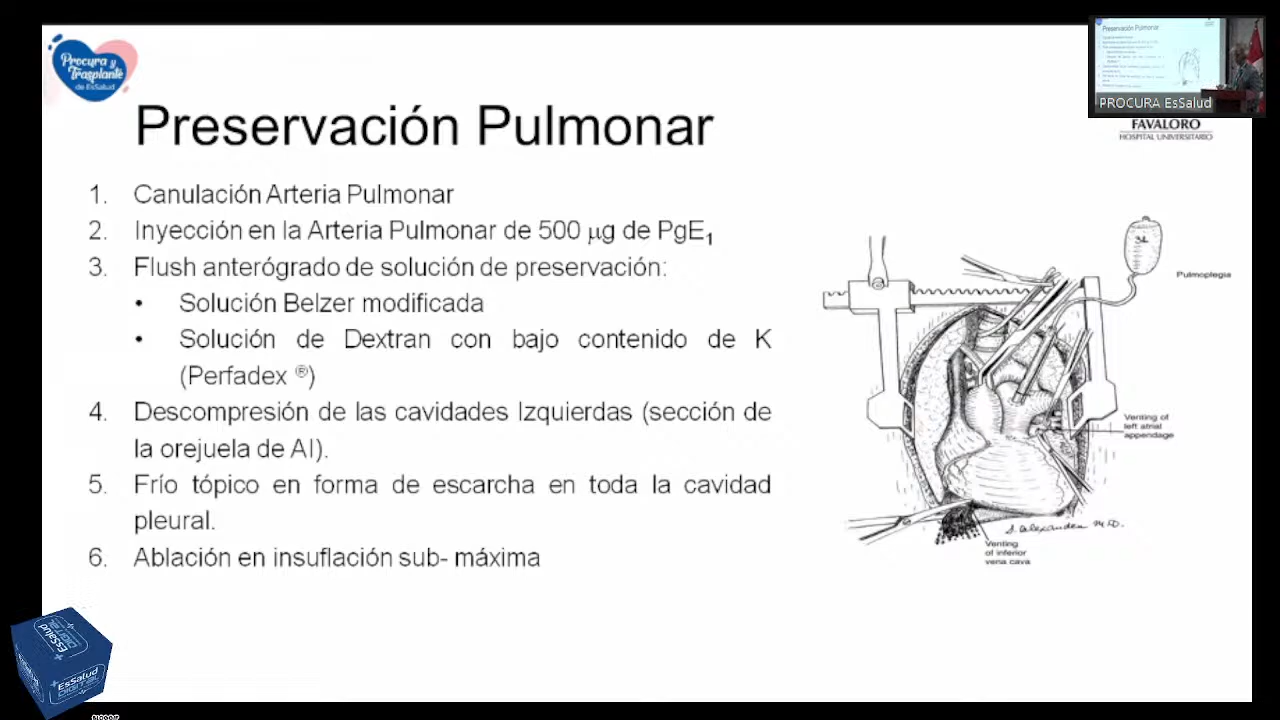 Procura y
Trasplante
de EsSalud
Preservación Pulmonar
PROCURA EsSalud
FAVALORO
HOSPITAL UNIVERSITARIO
1. Canulación Arteria Pulmonar
2. Inyección en la Arteria Pulmonar de 500 μg de PgE1
3. Flush anterógrado de solución de preservación:
• Solución Belzer modificada
• Solución de Dextran con bajo contenido de K
(Perfadex ®)
4. Descompresión de las cavidades Izquierdas (sección de
la orejuela de AI).
5. Frío tópico en forma de escarcha en toda la cavidad
pleural.
6. Ablación en insuflación sub- máxima
Pulmoplegia
Venting of
left atrial
appendage
Venting
of inferior
vena cava
EsSalud
DIGITAL
EsSalud
DIGITAL